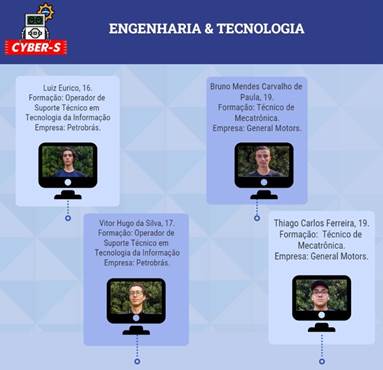 ENGENHARIA & TECNOLOGIA
CYBER-S
Luiz Eurico, 16.
Formação: Operador de
Suporte Técnico em
Tecnologia da Informação
Empresa: Petrobrás.
Bruno Mendes Carvalho de
Paula, 19.
Formação: Técnico de
Mecatrônica.
Empresa: General Motors.
Vitor Hugo da Silva, 17.
Formação: Operador de
Suporte Técnico em
Tecnologia da Informação
Empresa: Petrobrás.
Thiago Carlos Ferreira, 19.
Formação: Técnico de
Mecatrônica.
Empresa: General Motors.